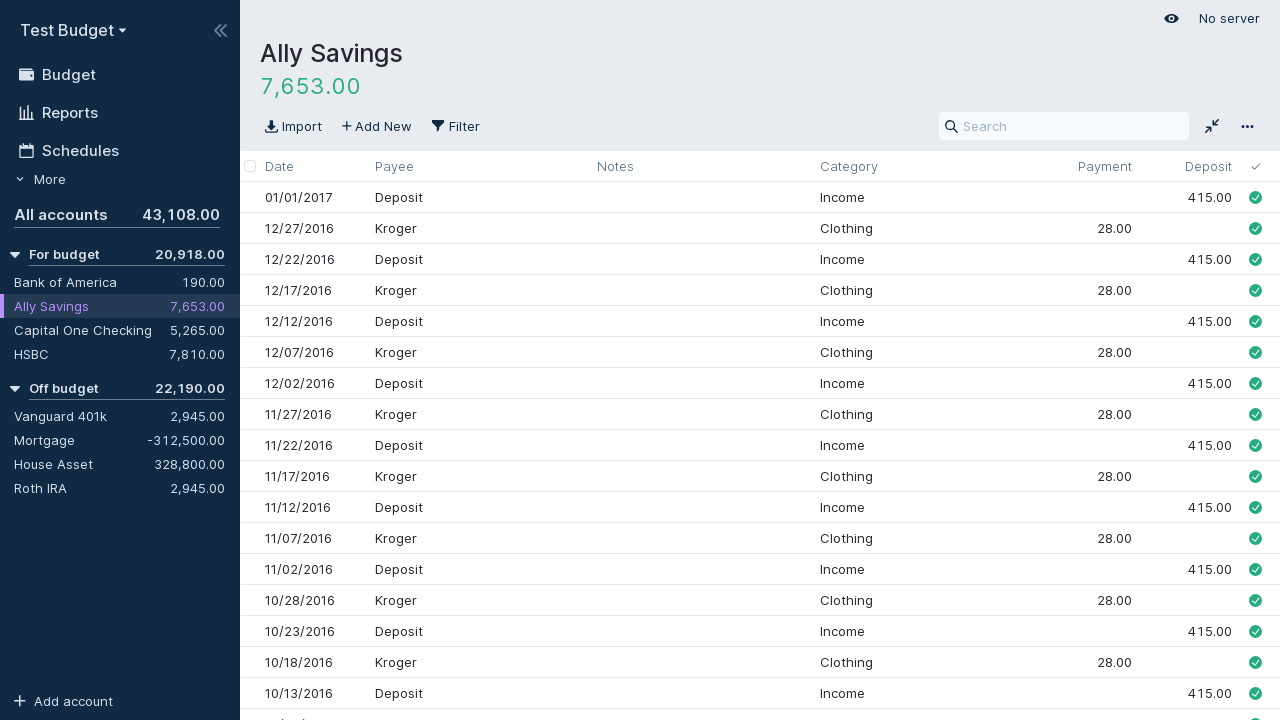 Test Budget
No server
Budget
Reports
Schedules
More
All accounts 43,108.00
For budget 20,918.00
Bank of America 190.00
Ally Savings 7,653.00
Capital One Checking 5,265.00
HSBC 7,810.00
Off budget 22,190.00
Vanguard 401k 2,945.00
Mortgage -312,500.00
House Asset 328,800.00
Roth IRA 2,945.00
Add account
Ally Savings
7,653.00
Import Add New Filter Search
Date Payee Notes Category Payment Deposit
01/01/2017 Deposit Income 415.00
12/27/2016 Kroger Clothing 28.00
12/22/2016 Deposit Income 415.00
12/17/2016 Kroger Clothing 28.00
12/12/2016 Deposit Income 415.00
12/07/2016 Kroger Clothing 28.00
12/02/2016 Deposit Income 415.00
11/27/2016 Kroger Clothing 28.00
11/22/2016 Deposit Income 415.00
11/17/2016 Kroger Clothing 28.00
11/12/2016 Deposit Income 415.00
11/07/2016 Kroger Clothing 28.00
11/02/2016 Deposit Income 415.00
10/28/2016 Kroger Clothing 28.00
10/23/2016 Deposit Income 415.00
10/18/2016 Kroger Clothing 28.00
10/13/2016 Deposit Income 415.00